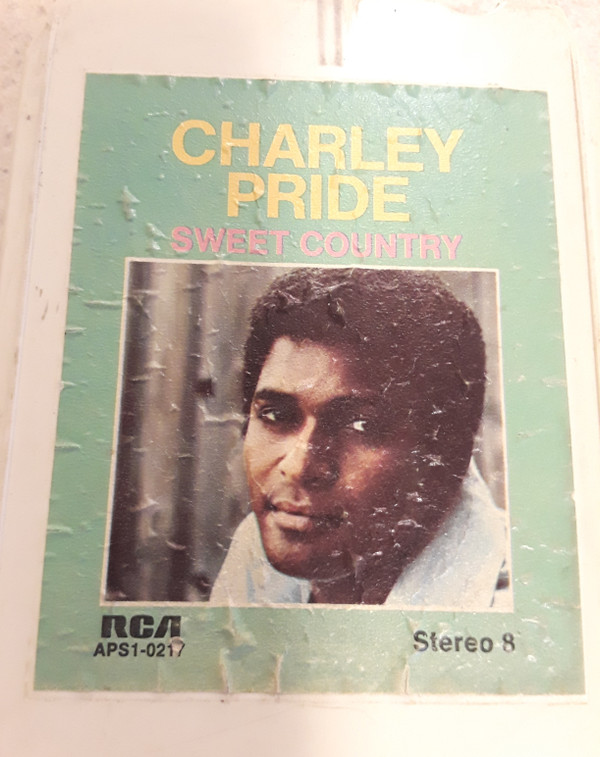 CHARLEY
PRIDE
SWEET COUNTRY
RCA
APS1-0217
Stereo 8